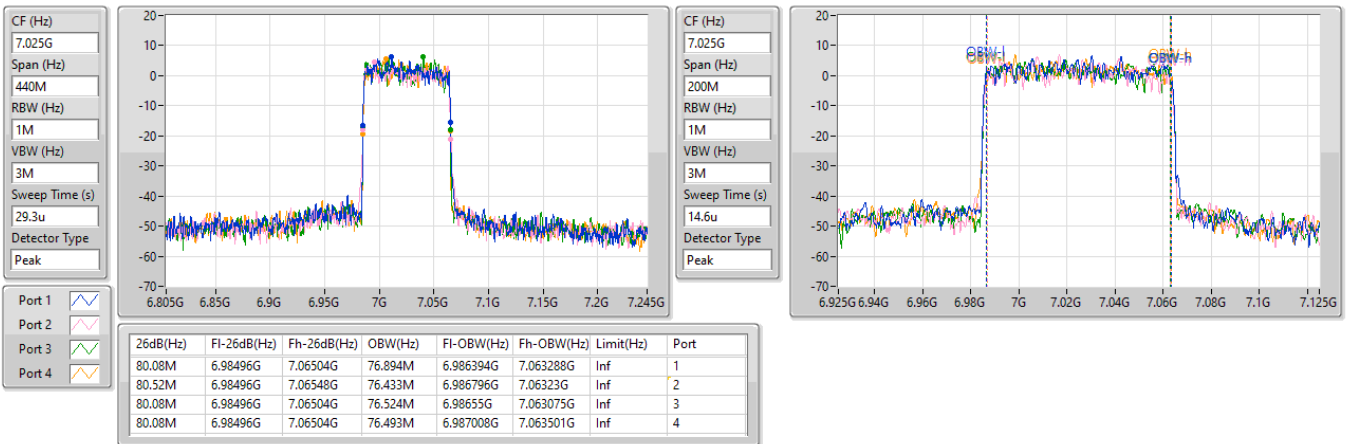 CF (Hz)
7.025G
Span (Hz)
440M
RBW (Hz)
1M
VBW (Hz)
3M
Sweep Time (s)
29.3u
Detector Type
Peak
20
10
0
-10
-20
-30
-40
-50
-60
-70
6.805G 6.85G 6.9G 6.95G 7G 7.05G 7.1G 7.15G 7.2G 7.245G
CF (Hz)
7.025G
Span (Hz)
200M
RBW (Hz)
1M
VBW (Hz)
3M
Sweep Time (s)
14.6u
Detector Type
Peak
20
10
0
-10
-20
-30
-40
-50
-60
-70
OBW-l OBW-h
6.925G 6.94G 6.96G 6.98G 7G 7.02G 7.04G 7.06G 7.08G 7.1G 7.125G
Port 1
Port 2
Port 3
Port 4
26dB(Hz) Fl-26dB(Hz) Fh-26dB(Hz) OBW(Hz) Fl-OBW(Hz) Fh-OBW(Hz) Limit(Hz) Port
80.08M 6.98496G 7.06504G 76.894M 6.986394G 7.063288G Inf 1
80.52M 6.98496G 7.06548G 76.433M 6.986796G 7.06323G Inf 2
80.08M 6.98496G 7.06504G 76.524M 6.98655G 7.063075G Inf 3
80.08M 6.98496G 7.06504G 76.493M 6.987008G 7.063501G Inf 4